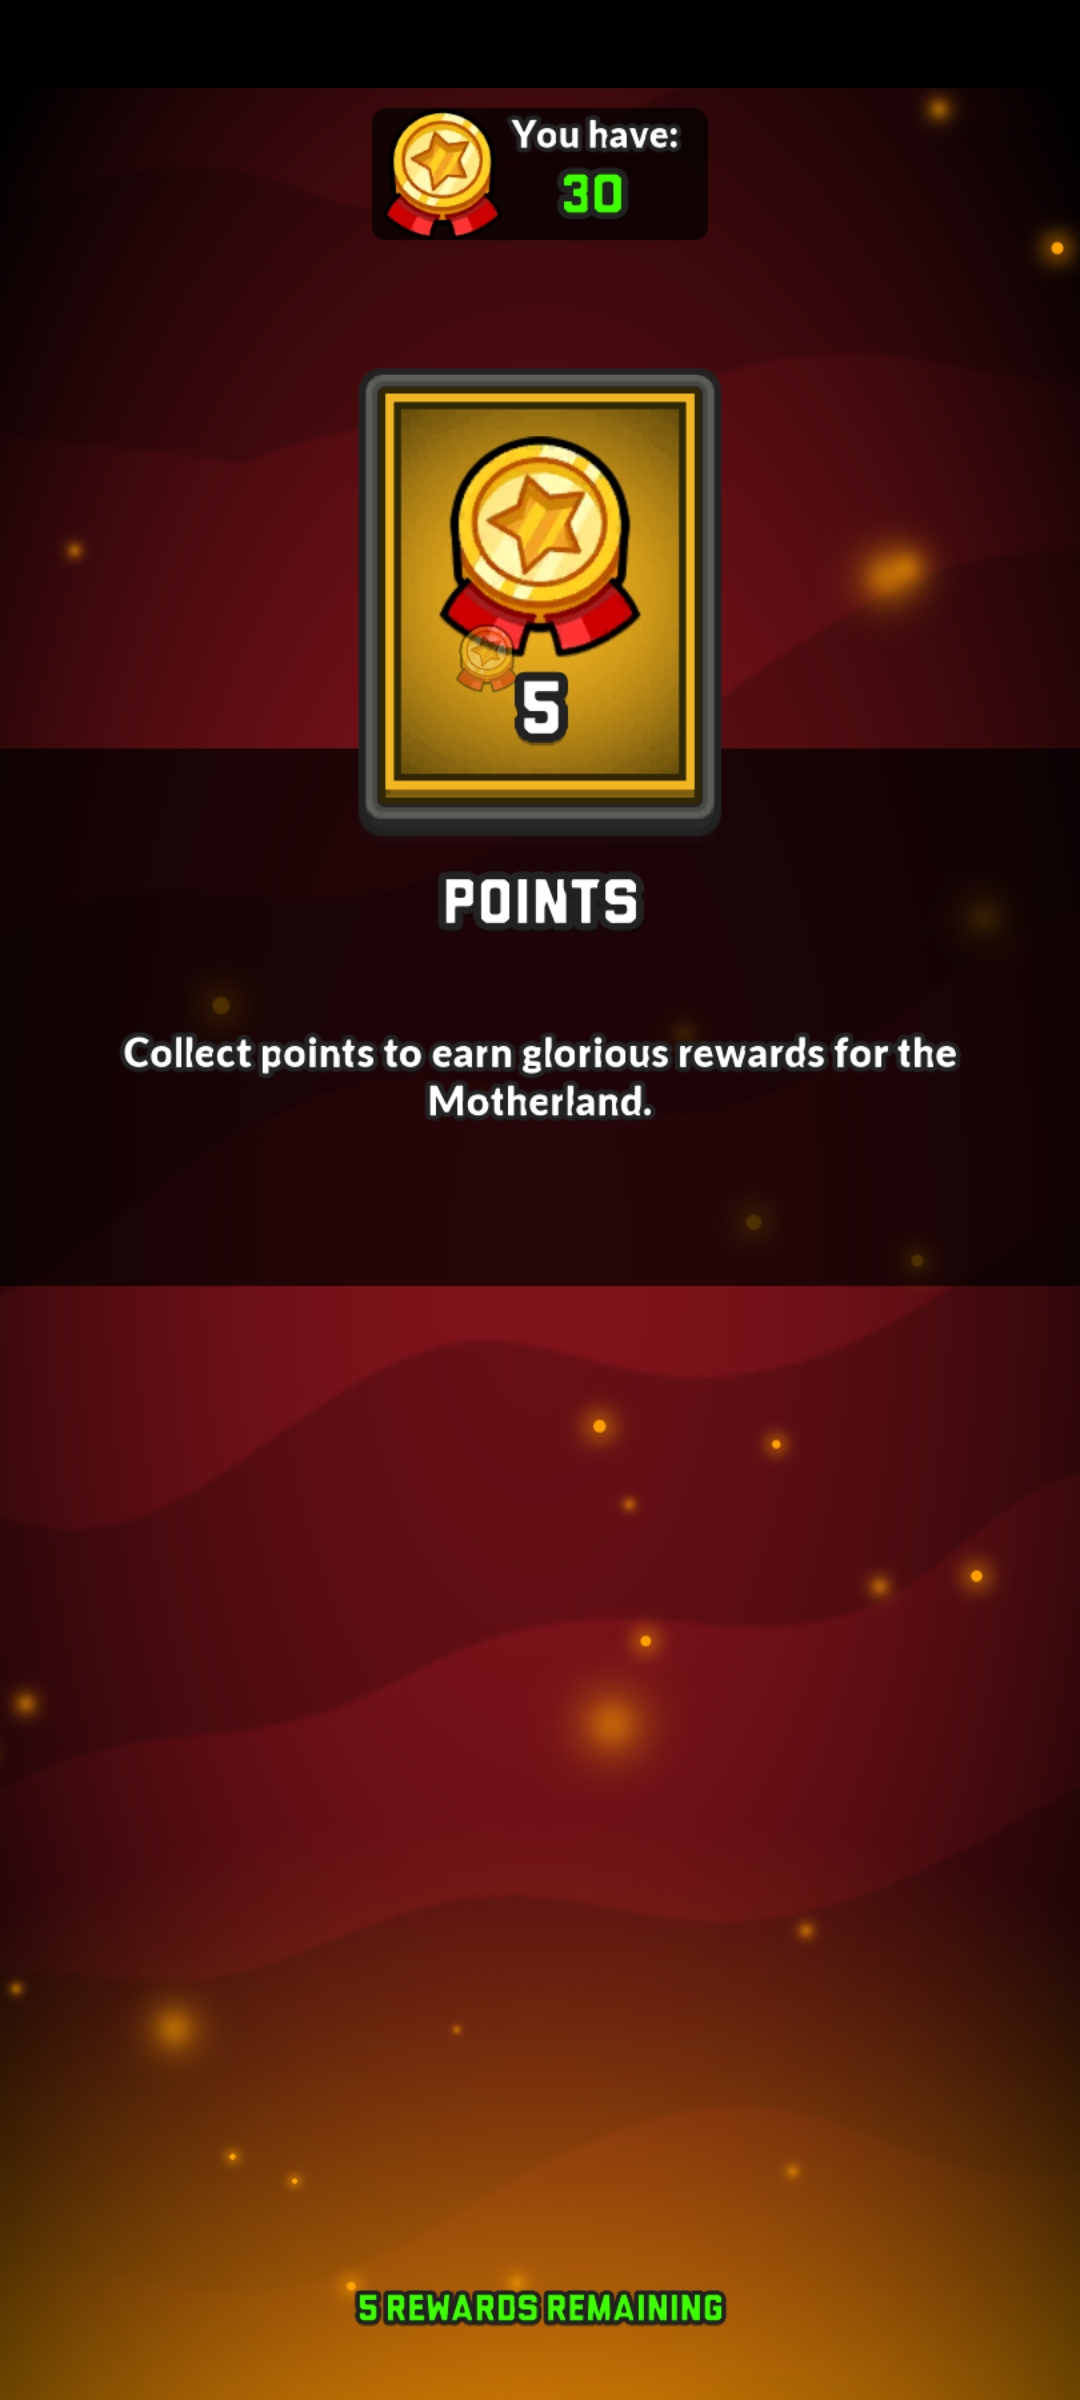 You have:
30
5
POINTS
Collect points to earn glorious rewards for the
Motherland.
5 REWARDS REMAINING